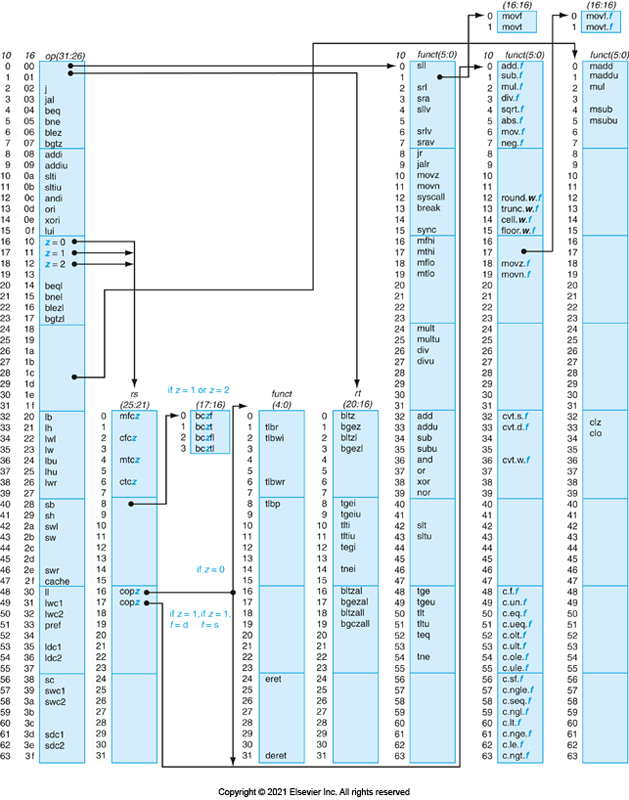 (16:16)
0 movf
1 movt
(16:16)
0 movf.f
1 movt.f
10 16 op(31:26)
0 00
1 01
2 02 j
3 03 jal
4 04 beq
5 05 bne
6 06 blez
7 07 bgtz
8 08 addi
9 09 addiu
10 0a slti
11 0b sltiu
12 0c andi
13 0d ori
14 0e xori
15 0f lui
16 10 z = 0
17 11 z = 1
18 12 z = 2
19 13
20 14 beql
21 15 bnel
22 16 blezl
23 17 bgtzl
24 18
25 19
26 1a
27 1b
28 1c
29 1d
30 1e
31 1f
32 20 lb
33 21 lh
34 22 lwl
35 23 lw
36 24 lbu
37 25 lhu
38 26 lwr
39 27
40 28 sb
41 29 sh
42 2a swl
43 2b sw
44 2c
45 2d
46 2e swr
47 2f cache
48 30 ll
49 31 lwc1
50 32 lwc2
51 33 pref
52 34
53 35 ldc1
54 36 ldc2
55 37
56 38 sc
57 39 swc1
58 3a swc2
59 3b
60 3c
61 3d sdc1
62 3e sdc2
63 3f
rs
(25:21)
0 mfcz
1
2 cfcz
3
4 mtcz
5
6 ctcz
7
8
9
10
11
12
13
14
15
16 copz
17 copz
18
19
20
21
22
23
24
25
26
27
28
29
30
31
if z = 1 or z = 2
(17:16)
0 bczf
1 bczt
2 bczfl
3 bcztl
if z = 0
if z = 1, if z = 1,
f = d f = s
funct
(4:0)
0
1 tlbr
2 tlbwi
3
4
5
6 tlbwr
7
8 tlbp
9
10
11
12
13
14
15
16
17
18
19
20
21
22
23
24 eret
25
26
27
28
29
30
31 deret
rt
(20:16)
0 bltz
1 bgez
2 bltzl
3 bgezl
4
5
6
7
8 tgei
9 tgeiu
10 tlti
11 tltiu
12 tegi
13
14 tnei
15
16 bltzal
17 bgezal
18 bltzall
19 bgczall
20
21
22
23
24
25
26
27
28
29
30
31
10 funct(5:0)
0 sll
1
2 srl
3 sra
4 sllv
5
6 srlv
7 srav
8 jr
9 jalr
10 movz
11 movn
12 syscall
13 break
14
15 sync
16 mfhi
17 mthi
18 mflo
19 mtlo
20
21
22
23
24 mult
25 multu
26 div
27 divu
28
29
30
31
32 add
33 addu
34 sub
35 subu
36 and
37 or
38 xor
39 nor
40
41
42 slt
43 sltu
44
45
46
47
48 tge
49 tgeu
50 tlt
51 tltu
52 teq
53
54 tne
55
56
57
58
59
60
61
62
63
10 funct(5:0)
0 add.f
1 sub.f
2 mul.f
3 div.f
4 sqrt.f
5 abs.f
6 mov.f
7 neg.f
8
9
10
11
12 round.w.f
13 trunc.w.f
14 cell.w.f
15 floor.w.f
16
17
18 movz.f
19 movn.f
20
21
22
23
24
25
26
27
28
29
30
31
32 cvt.s.f
33 cvt.d.f
34
35
36 cvt.w.f
37
38
39
40
41
42
43
44
45
46
47
48 c.f.f
49 c.un.f
50 c.eq.f
51 c.ueq.f
52 c.olt.f
53 c.ult.f
54 c.ole.f
55 c.ule.f
56 c.sf.f
57 c.ngle.f
58 c.seq.f
59 c.ngl.f
60 c.lt.f
61 c.nge.f
62 c.le.f
63 c.ngt.f
funct(5:0)
0 madd
1 maddu
2 mul
3
4 msub
5 msubu
6
7
8
9
10
11
12
13
14
15
16
17
18
19
20
21
22
23
24
25
26
27
28
29
30
31
32 clz
33 clo
34
35
36
37
38
39
40
41
42
43
44
45
46
47
48
49
50
51
52
53
54
55
56
57
58
59
60
61
62
63
Copyright © 2021 Elsevier Inc. All rights reserved